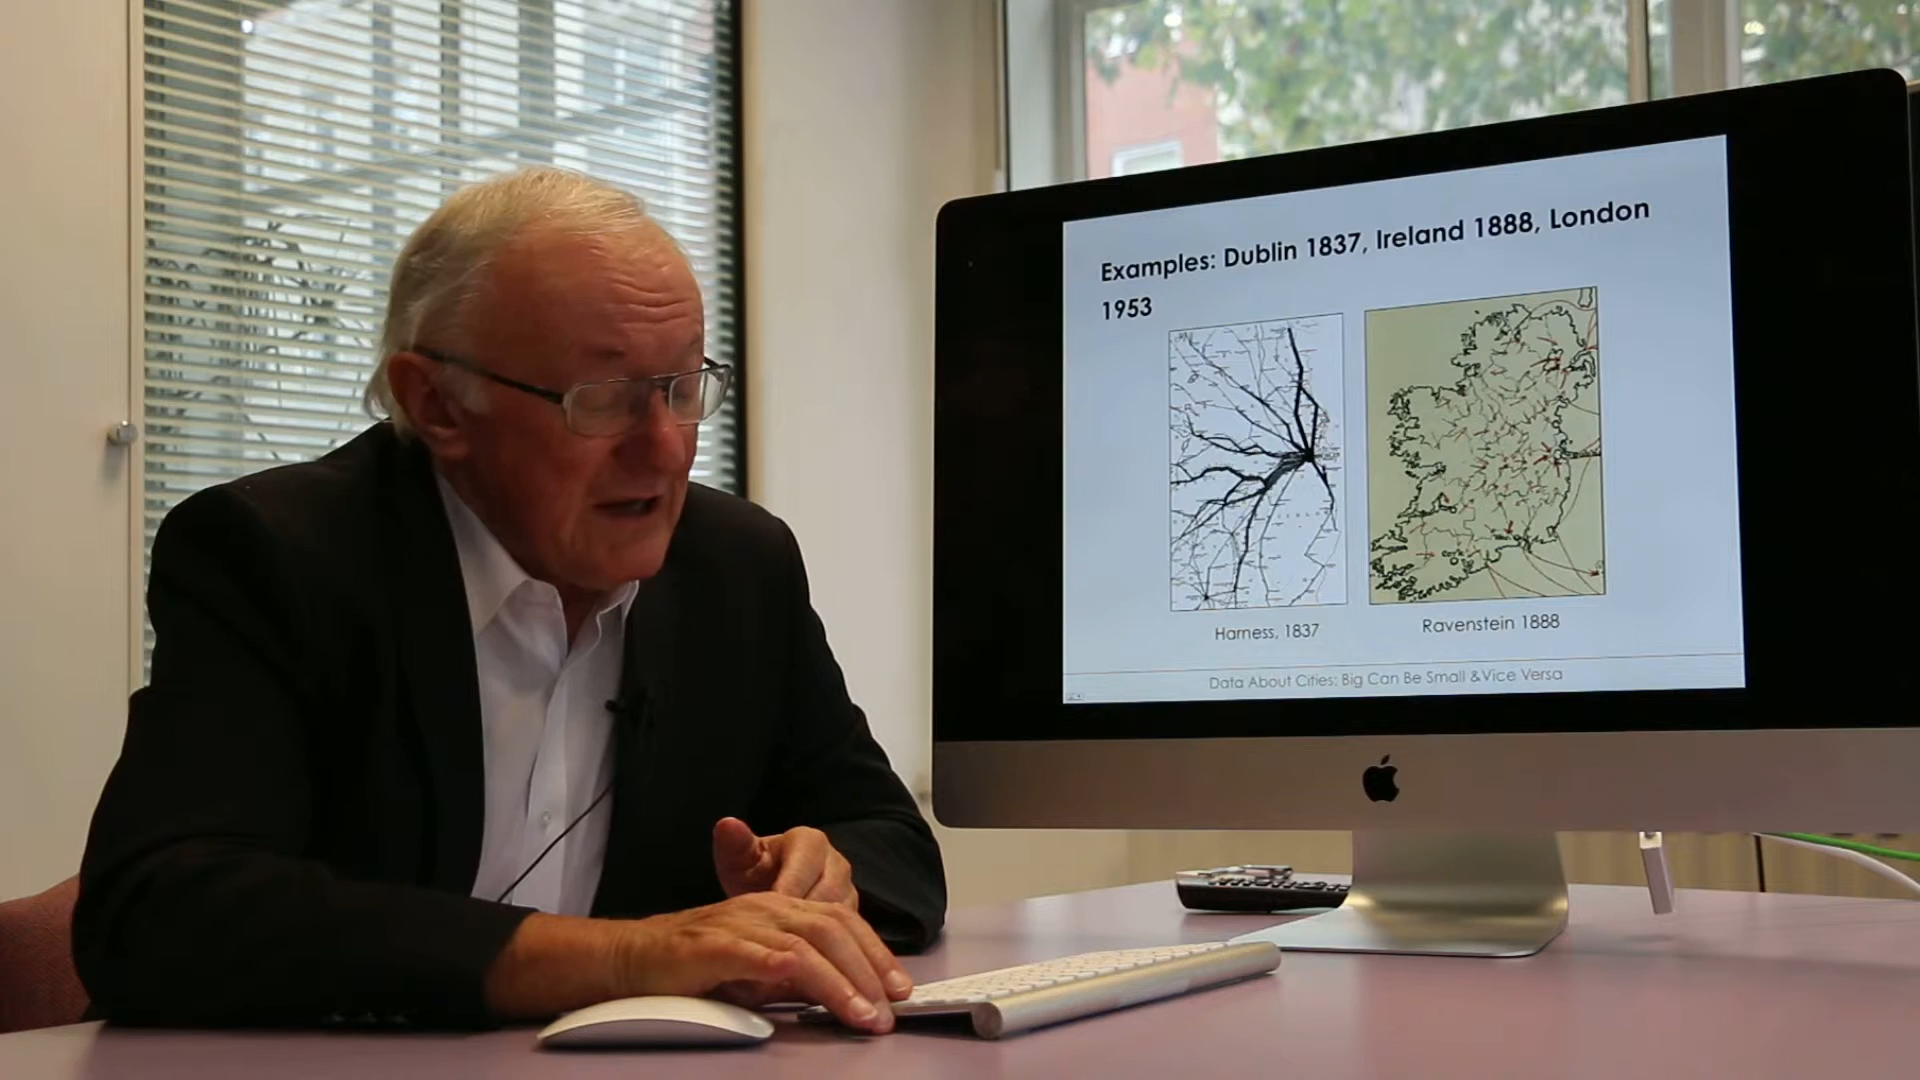 Examples: Dublin 1837, Ireland 1888, London
1953
Harness, 1837
Ravenstein 1888
Data About Cities: Big Can Be Small &Vice Versa